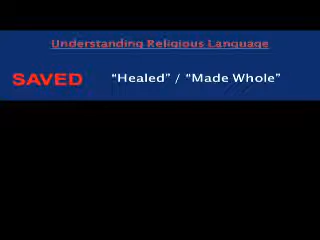 Understanding Religious Language
SAVED “Healed” / “Made Whole”